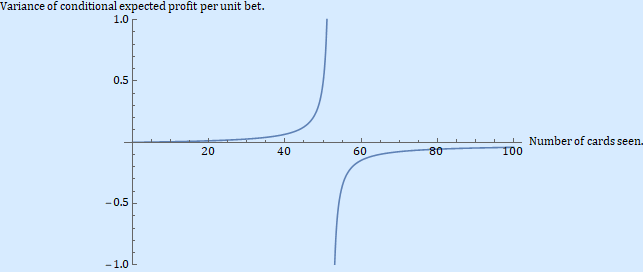 Variance of conditional expected profit per unit bet.
1.0
0.5
Number of cards seen.
20 40 60 80 100
-0.5
-1.0